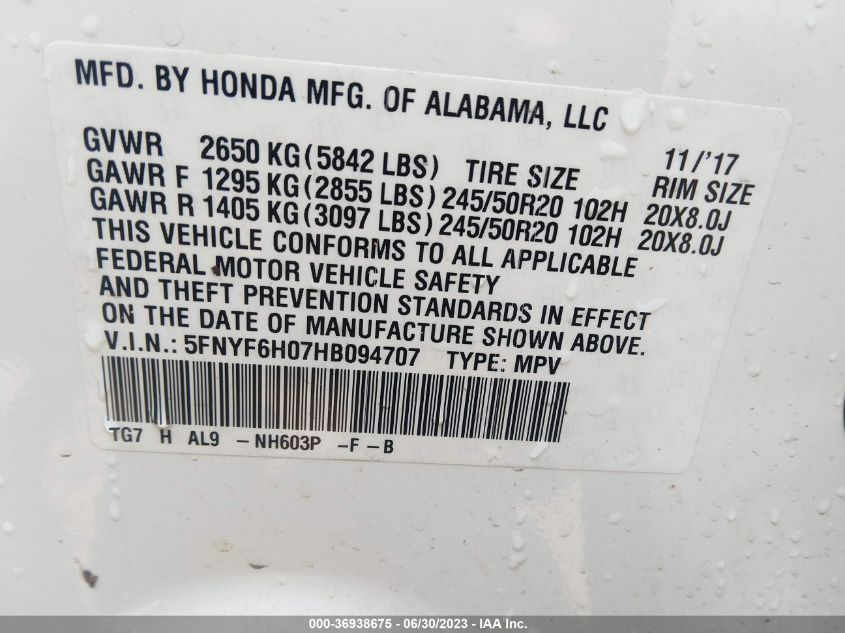 MFD. BY HONDA MFG. OF ALABAMA, LLC
11/'17
GVWR 2650 KG(5842 LBS) TIRE SIZE RIM SIZE
GAWR F 1295 KG(2855 LBS) 245/50R20 102H 20X8.0J
GAWR R 1405 KG(3097 LBS) 245/50R20 102H 20X8.0J
THIS VEHICLE CONFORMS TO ALL APPLICABLE
FEDERAL MOTOR VEHICLE SAFETY
AND THEFT PREVENTION STANDARDS IN EFFECT
ON THE DATE OF MANUFACTURE SHOWN ABOVE.
V.I.N.: 5FNYF6H07HB094707 TYPE: MPV
TG7 H AL9 -NH603P -F-B
000-36938675 - 06/30/2023 - IAA Inc.